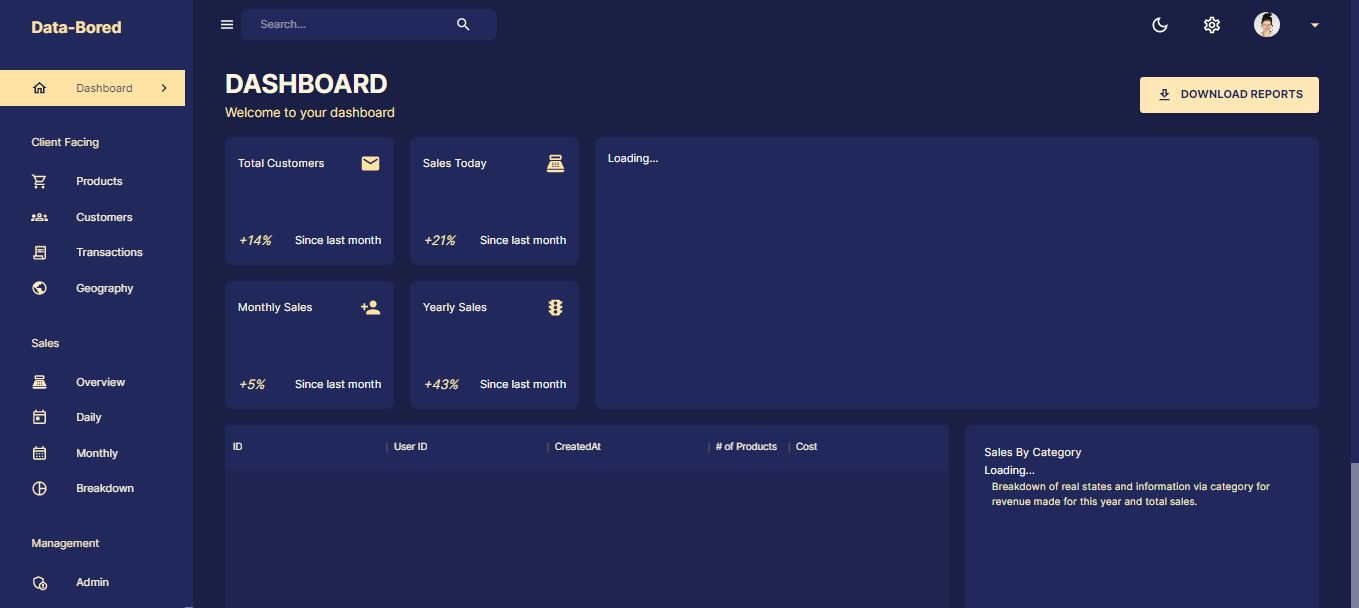 Data-Bored
Search...
Dashboard
Client Facing
Products
Customers
Transactions
Geography
Sales
Overview
Daily
Monthly
Breakdown
Management
Admin
DASHBOARD
Welcome to your dashboard
DOWNLOAD REPORTS
Total Customers
+14% Since last month
Sales Today
+21% Since last month
Loading...
Monthly Sales
+5% Since last month
Yearly Sales
+43% Since last month
ID User ID CreatedAt # of Products Cost
Sales By Category
Loading...
Breakdown of real states and information via category for
revenue made for this year and total sales.